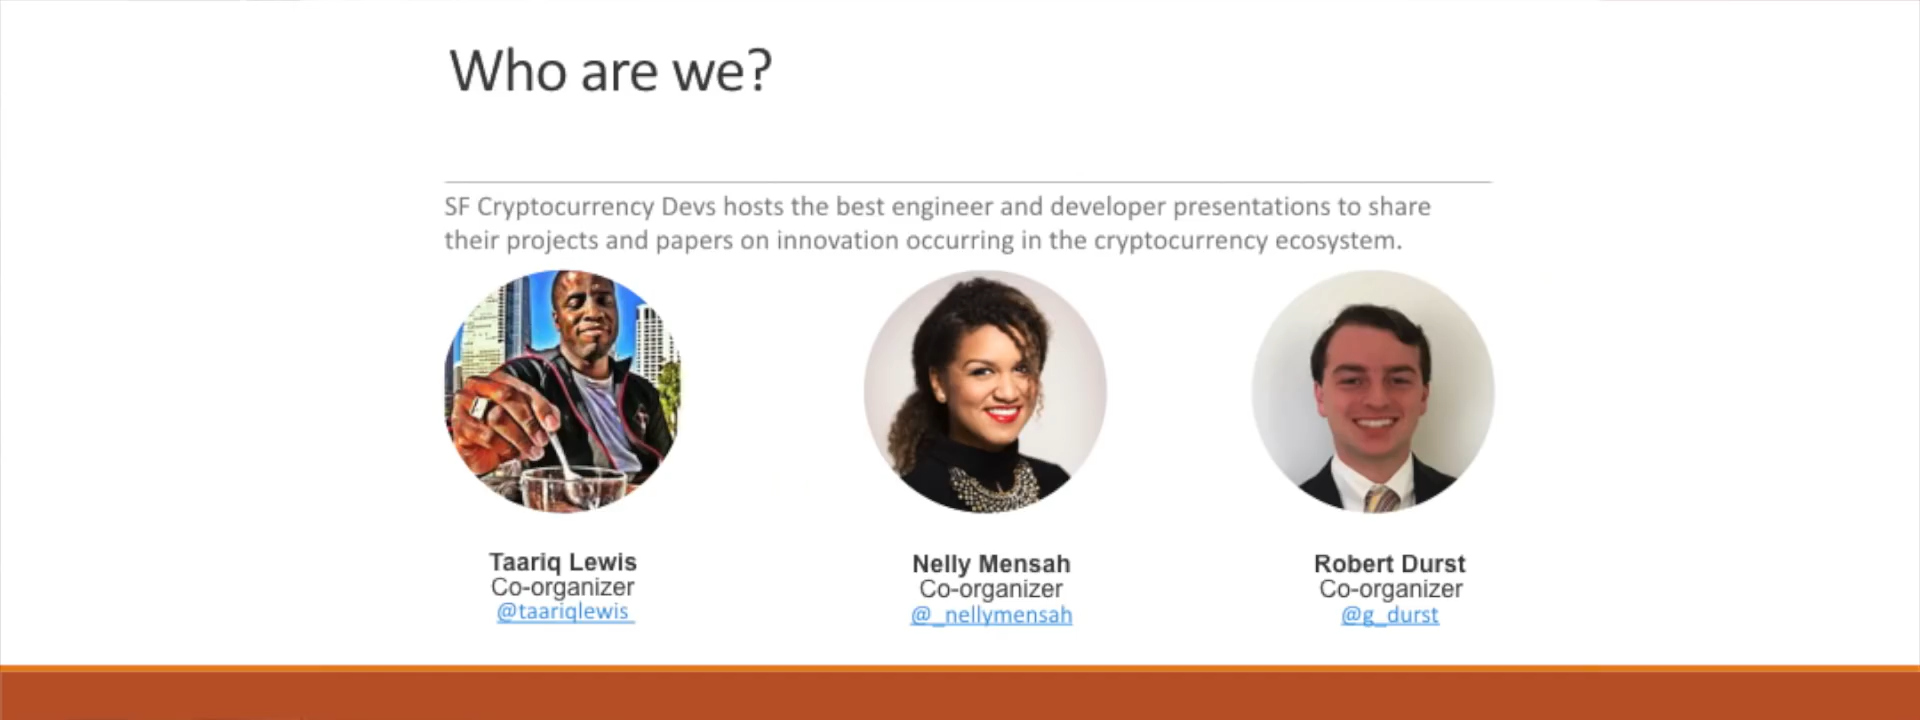 Who are we?
SF Cryptocurrency Devs hosts the best engineer and developer presentations to share
their projects and papers on innovation occurring in the cryptocurrency ecosystem.
Taariq Lewis
Co-organizer
@taariqlewis
Nelly Mensah
Co-organizer
@_nellymensah
Robert Durst
Co-organizer
@g_durst